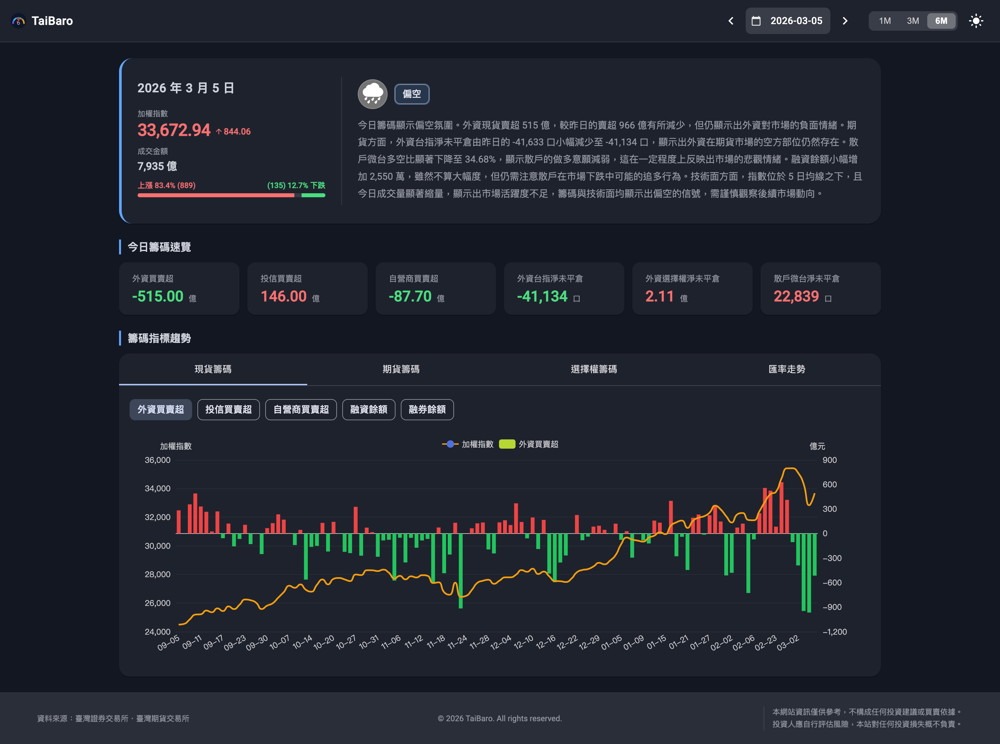 TaiBaro
2026-03-05
1M 3M 6M
2026 年 3 月 5 日
加權指數
33,672.94 ↑844.06
成交金額
7,935 億
上漲 83.4% (889) (135) 12.7% 下跌
偏空
今日籌碼顯示偏空氛圍。外資現貨賣超 515 億，較昨日的賣超 966 億有所減少，但仍顯示出外資對市場的負面情緒。期
貨方面，外資台指淨未平倉由昨日的 -41,633 口小幅減少至 -41,134 口，顯示出外資在期貨市場的空方部位仍然存在。散
戶微台多空比顯著下降至 34.68%，顯示散戶的做多意願減弱，這在一定程度上反映出市場的悲觀情緒。融資餘額小幅增
加 2,550 萬，雖然不算大幅度，但仍需注意散戶在市場下跌中可能的追多行為。技術面方面，指數位於 5 日均線之下，且
今日成交量顯著縮量，顯示出市場活躍度不足，籌碼與技術面均顯示出偏空的信號，需謹慎觀察後續市場動向。
今日籌碼速覽
外資買賣超
-515.00 億
投信買賣超
146.00 億
自營商買賣超
-87.70 億
外資台指淨未平倉
-41,134 口
外資選擇權淨未平倉
2.11 億
散戶微台淨未平倉
22,839 口
籌碼指標趨勢
現貨籌碼 期貨籌碼 選擇權籌碼 匯率走勢
外資買賣超 投信買賣超 自營商買賣超 融資餘額 融券餘額
加權指數 外資買賣超
加權指數
億元
36,000
34,000
32,000
30,000
28,000
26,000
24,000
900
600
300
0
−300
−600
−900
−1,200
09−05 09−11 09−17 09−23 09−30 10−07 10−14 10−20 10−27 10−31 11−06 11−12 11−18 11−24 11−28 12−04 12−10 12−16 12−22 12−29 01−05 01−09 01−15 01−21 01−27 02−02 02−06 02−23 03−02
資料來源：臺灣證券交易所・臺灣期貨交易所
© 2026 TaiBaro. All rights reserved.
本網站資訊僅供參考，不構成任何投資建議或買賣依據。
投資人應自行評估風險，本站對任何投資損失概不負責。